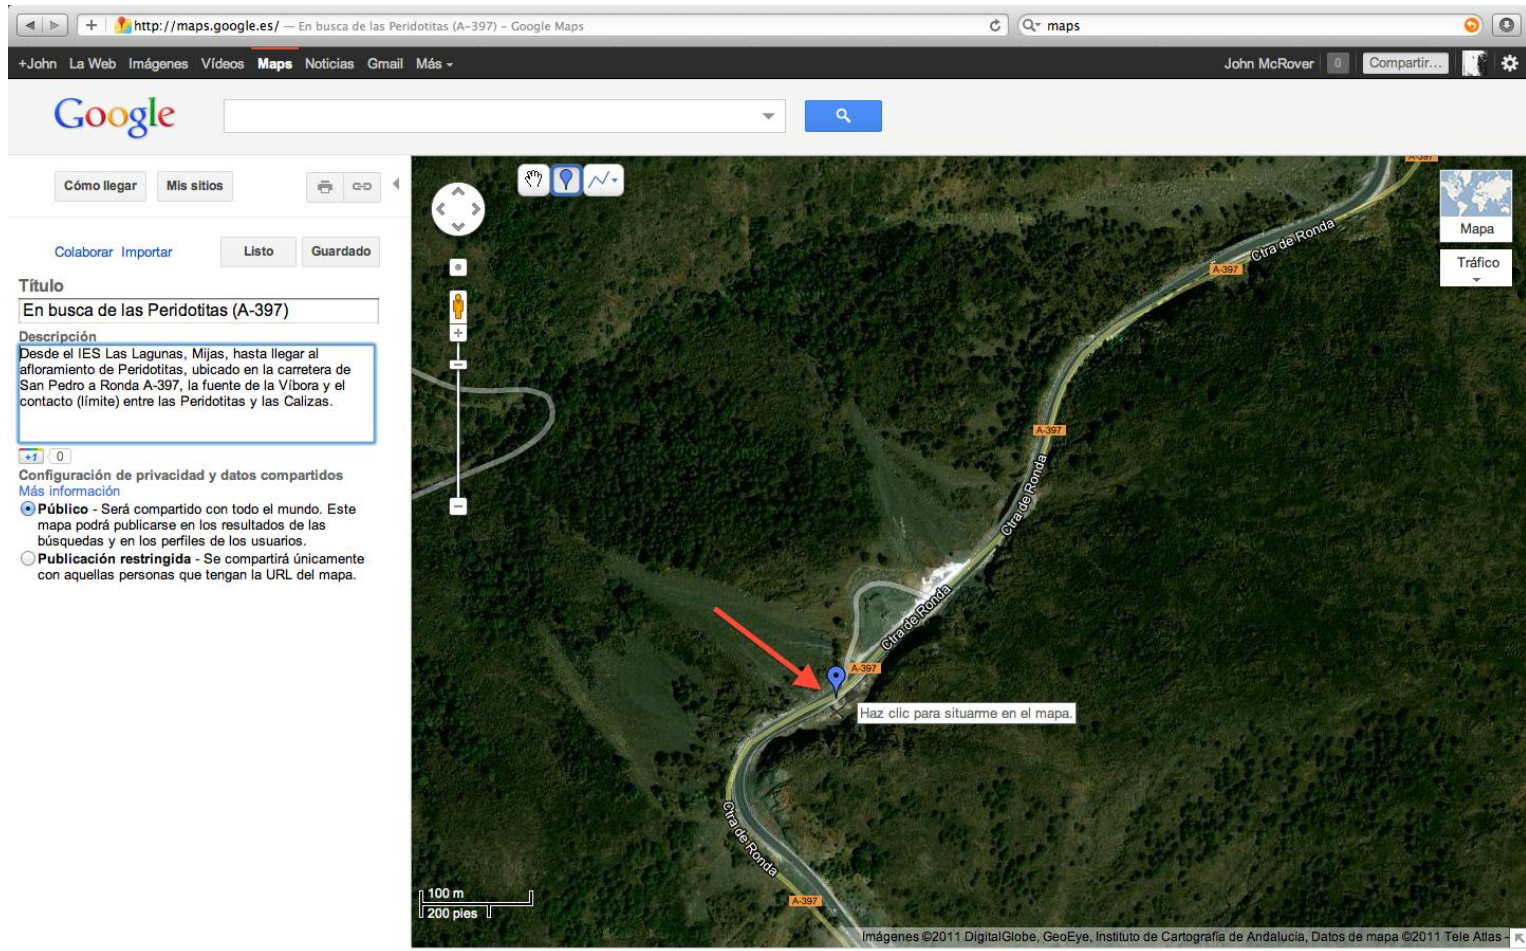 http://maps.google.es/ — En busca de las Peridotitas (A-397) – Google Maps
maps
+John La Web Imágenes Vídeos Maps Noticias Gmail Más
John McRover 0 Compartir...
Google
Cómo llegar Mis sitios
Colaborar Importar Listo Guardado
Título
En busca de las Peridotitas (A-397)
Descripción
Desde el IES Las Lagunas, Mijas, hasta llegar al
afloramiento de Peridotitas, ubicado en la carretera de
San Pedro a Ronda A-397, la fuente de la Víbora y el
contacto (límite) entre las Peridotitas y las Calizas.
+1 0
Configuración de privacidad y datos compartidos
Más información
Público - Será compartido con todo el mundo. Este
mapa podrá publicarse en los resultados de las
búsquedas y en los perfiles de los usuarios.
Publicación restringida - Se compartirá únicamente
con aquellas personas que tengan la URL del mapa.
A-397
Mapa
Tráfico
Ctra de Ronda
A-397
A-397
Ctra de Ronda
Ctra de Ronda
A-397
Haz clic para situarme en el mapa.
Ctra de Ronda
A-397
100 m
200 pies
Imágenes ©2011 DigitalGlobe, GeoEye, Instituto de Cartografía de Andalucía, Datos de mapa ©2011 Tele Atlas -